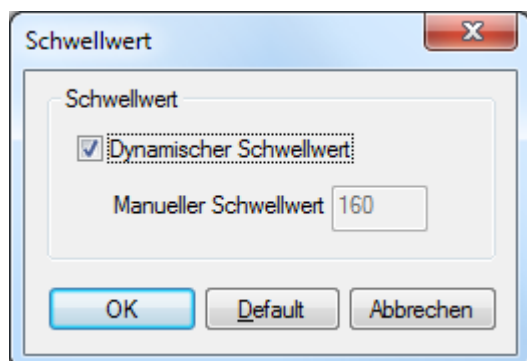 Schwellwert
Schwellwert
Dynamischer Schwellwert
Manueller Schwellwert 160
OK Default Abbrechen